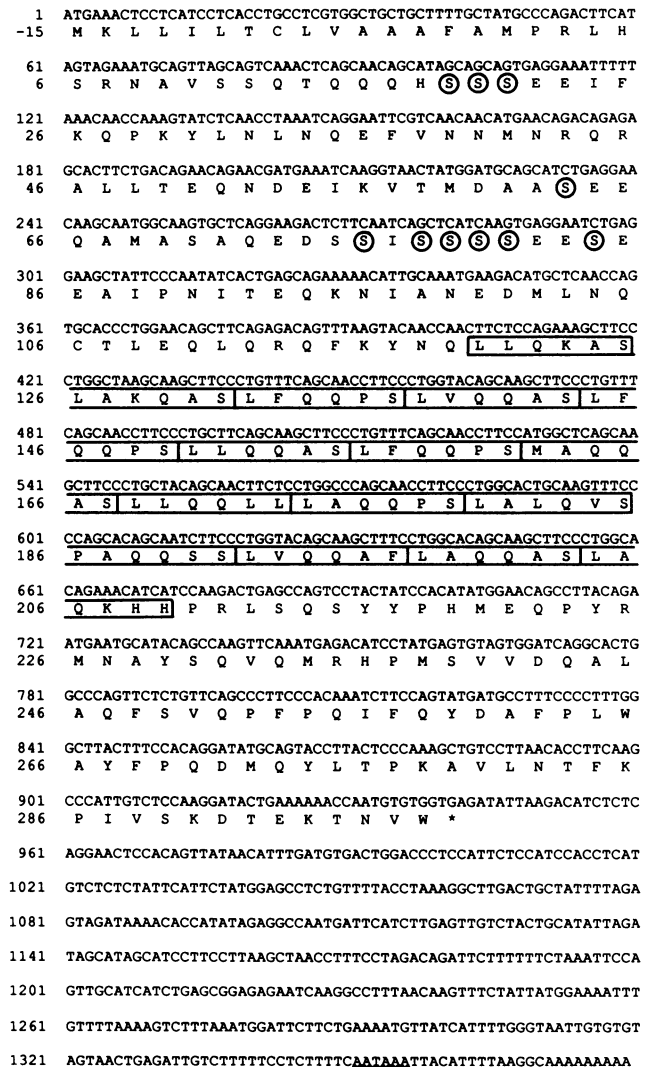 1 ATGAAACTCCTCATCCTCACCTGCCTCGTGGCTGCTGCTTTTGCTATGCCCAGACTTCAT
-15 M K L L I L T C L V A A A F A M P R L H
61 AGTAGAAATGCAGTTAGCAGTCAAACTCAGCAACAGCATAGCAGCAGTGAGGAAATTTTT
6 S R N A V S S Q T Q Q Q H S S S E E I F
121 AAACAACCAAAGTATCTCAACCTAAATCAGGAATTCGTCAACAACATGAACAGACAGAGA
26 K Q P K Y L N L N Q E F V N N M N R Q R
181 GCACTTCTGACAGAACAGAACGATGAAATCAAGGTAACTATGGATGCAGCATCTGAGGAA
46 A L L T E Q N D E I K V T M D A A S E E
241 CAAGCAATGGCAAGTGCTCAGGAAGACTCTTCAATCAGCTCATCAAGTGAGGAATCTGAG
66 Q A M A S A Q E D S S I S S S S E E S E
301 GAAGCTATTCCCAATATCACTGAGCAGAAAAACATTGCAAATGAAGACATGCTCAACCAG
86 E A I P N I T E Q K N I A N E D M L N Q
361 TGCACCCTGGAACAGCTTCAGAGACAGTTTAAGTACAACCAACTTCTCCAGAAAGCTTCC
106 C T L E Q L Q R Q F K Y N Q L L Q K A S
421 CTGGCTAAGCAAGCTTCCCTGTTTCAGCAACCTTCCCTGGTACAGCAAGCTTCCCTGTTT
126 L A K Q A S L F Q Q P S L V Q Q A S L F
481 CAGCAACCTTCCCTGCTTCAGCAAGCTTCCCTGTTTCAGCAACCTTCCATGGCTCAGCAA
146 Q Q P S L L Q Q A S L F Q Q P S M A Q Q
541 GCTTCCCTGCTACAGCAACTTCTCCTGGCCCAGCAACCTTCCCTGGCACTGCAAGTTTCC
166 A S L L Q Q L L L A Q Q P S L A L Q V S
601 CCAGCACAGCAATCTTCCCTGGTACAGCAAGCTTTCCTGGCACAGCAAGCTTCCCTGGCA
186 P A Q Q S S L V Q Q A F L A Q Q A S L A
661 CAGAAACATCATCCAAGACTGAGCCAGTCCTACTATCCACATATGGAACAGCCTTACAGA
206 Q K H H P R L S Q S Y Y P H M E Q P Y R
721 ATGAATGCATACAGCCAAGTTCAAATGAGACATCCTATGAGTGTAGTGGATCAGGCACTG
226 M N A Y S Q V Q M R H P M S V V D Q A L
781 GCCCAGTTCTCTGTTCAGCCCTTCCCACAAATCTTCCAGTATGATGCCTTTCCCCTTTGG
246 A Q F S V Q P F P Q I F Q Y D A F P L W
841 GCTTACTTTCCACAGGATATGCAGTACCTTACTCCCAAAGCTGTCCTTAACACCTTCAAG
266 A Y F P Q D M Q Y L T P K A V L N T F K
901 CCCATTGTCTCCAAGGATACTGAAAAAACCAATGTGTGGTGAGATATTAAGACATCTCTC
286 P I V S K D T E K T N V W *
961 AGGAACTCCACAGTTATAACATTTGATGTGACTGGACCCTCCATTCTCCATCCACCTCAT
1021 GTCTCTCTATTCATTCTATGGAGCCTCTGTTTTACCTAAAGGCTTGACTGCTATTTTAGA
1081 GTAGATAAAACACCATATAGAGGCCAATGATTCATCTTGAGTTGTCTACTGCATATTAGA
1141 TAGCATAGCATCCTTCCTTAAGCTAACCTTTCCTAGACAGATTCTTTTTTCTAAATTCCA
1201 GTTGCATCATCTGAGCGGAGAGAATCAAGGCCTTTAACAAGTTTCTATTATGGAAAATTT
1261 GTTTTAAAAGTCTTTAAATGGATTCTTCTGAAAATGTTATCATTTTGGGTAATTGTGTGT
1321 AGTAACTGAGATTGTCTTTTTCCTCTTTTCAATAAATTACATTTTAAGGCAAAAAAAAA